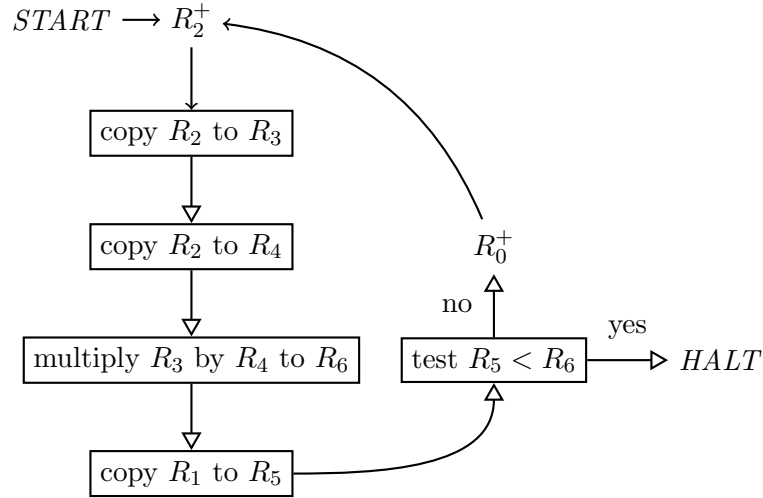 START R₂⁺
copy R₂ to R₃
copy R₂ to R₄
multiply R₃ by R₄ to R₆
copy R₁ to R₅
R₀⁺
no
test R₅ < R₆
yes
HALT